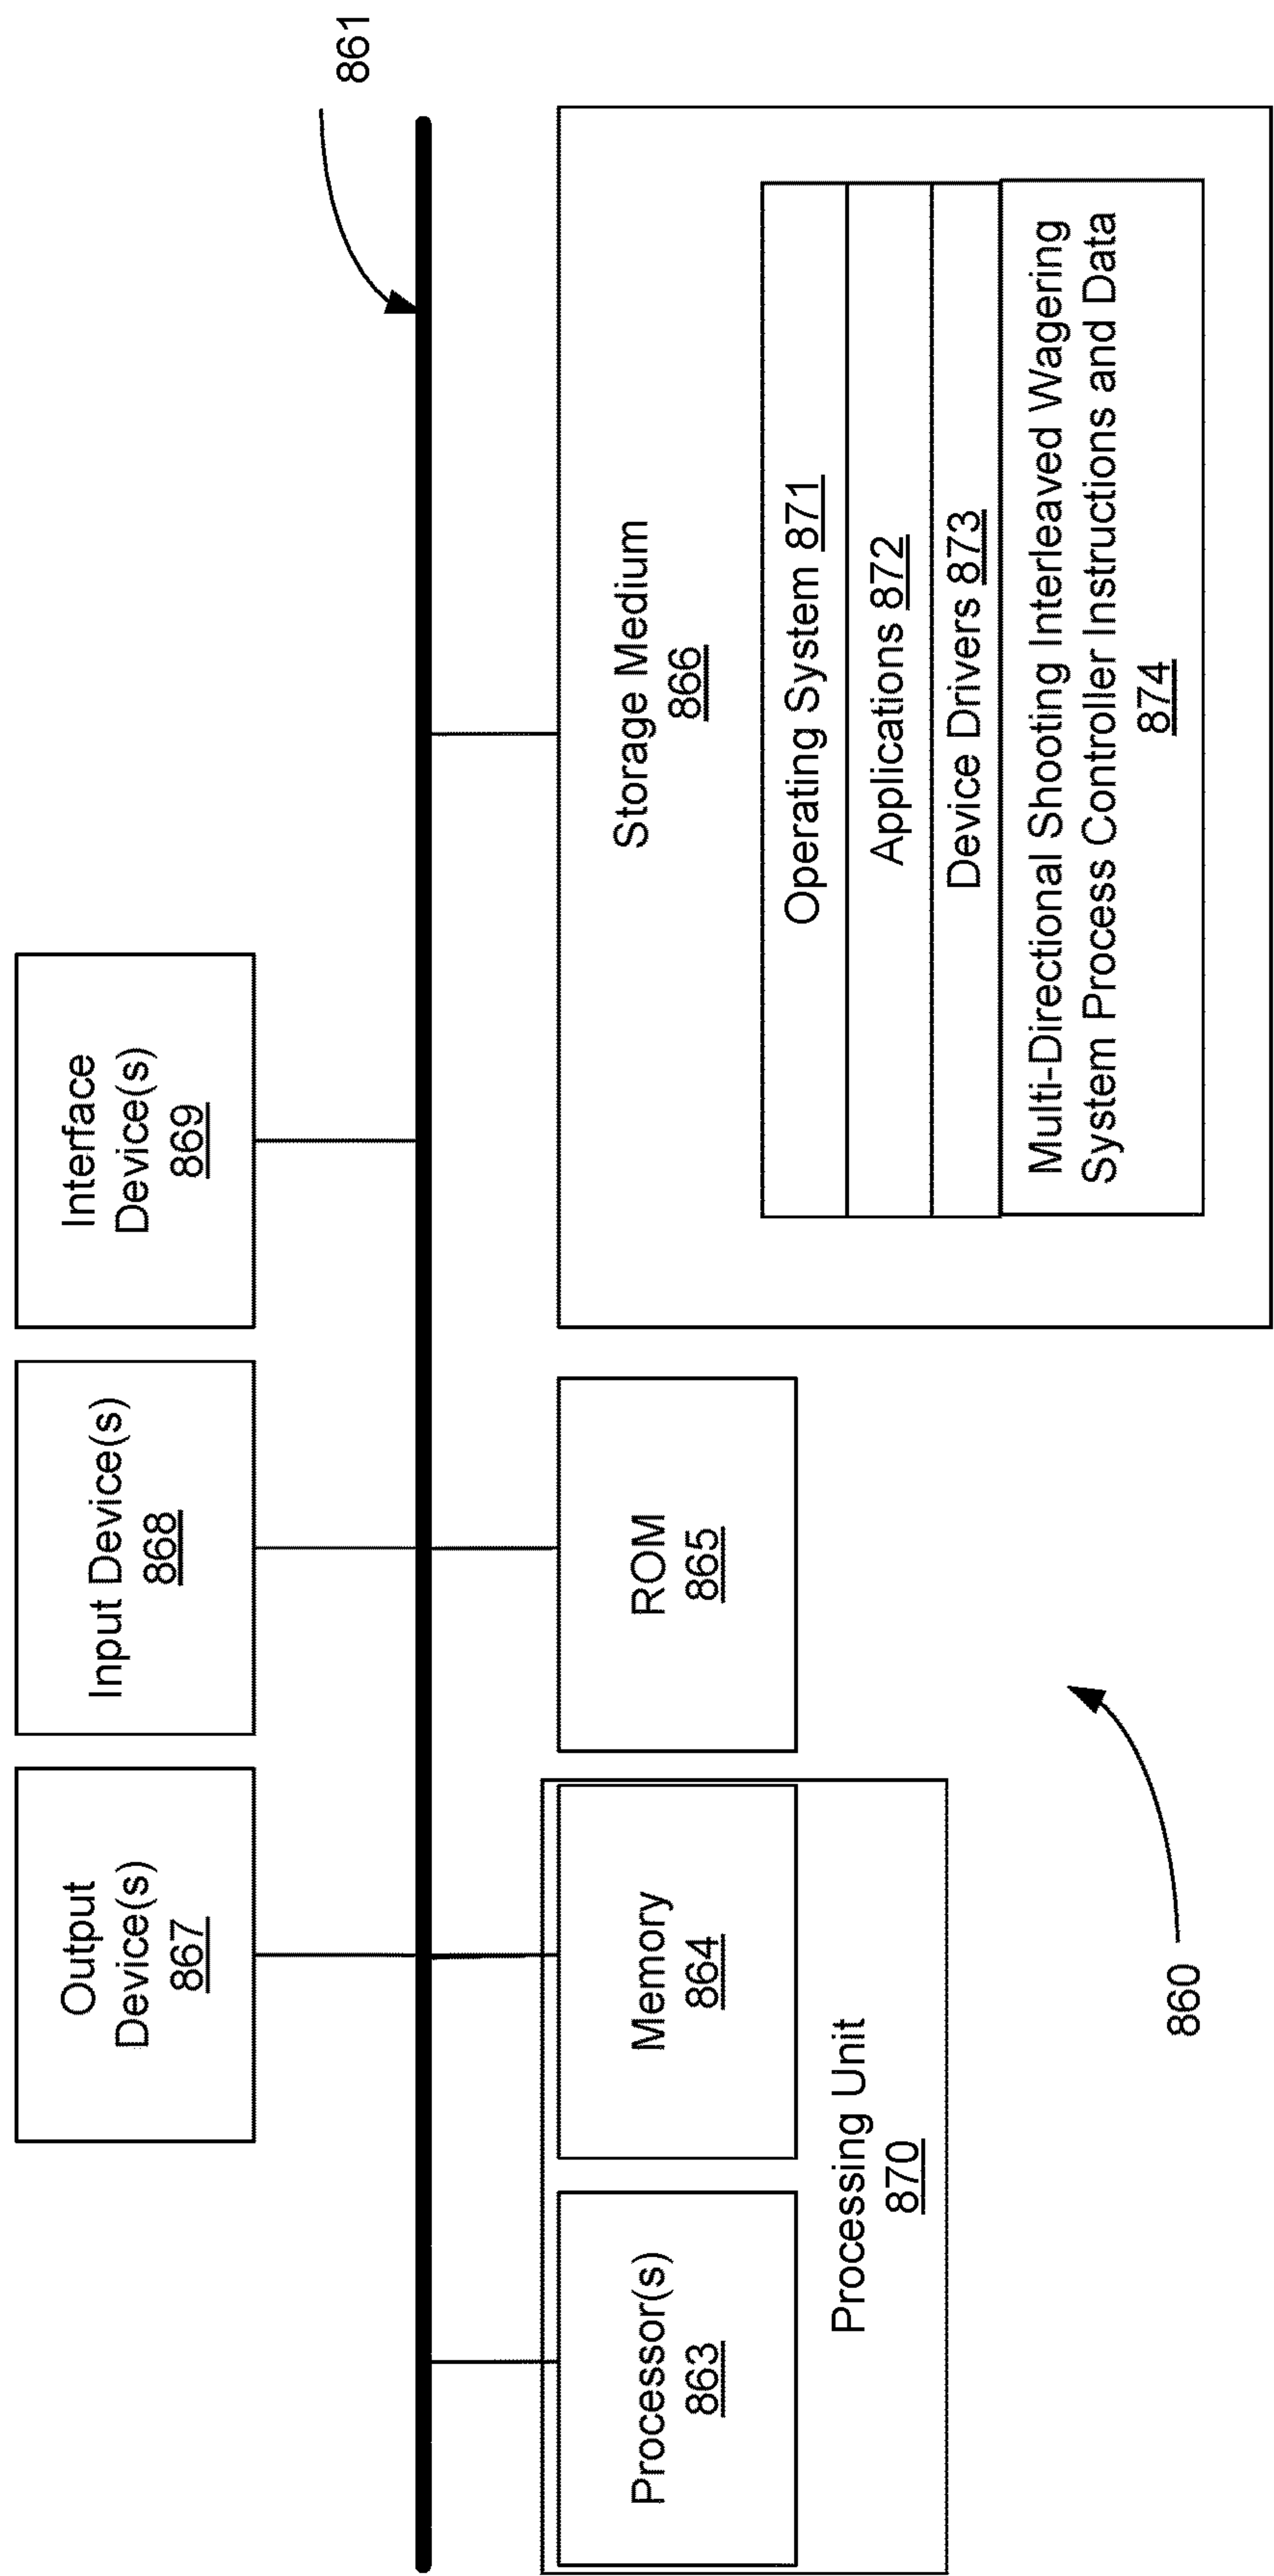 861
Output
Device(s)
867
Input Device(s)
868
Interface
Device(s)
869
Processor(s)
863
Memory
864
Processing Unit
870
ROM
865
Storage Medium
866
Operating System 871
Applications 872
Device Drivers 873
Multi-Directional Shooting Interleaved Wagering
System Process Controller Instructions and Data
874
860